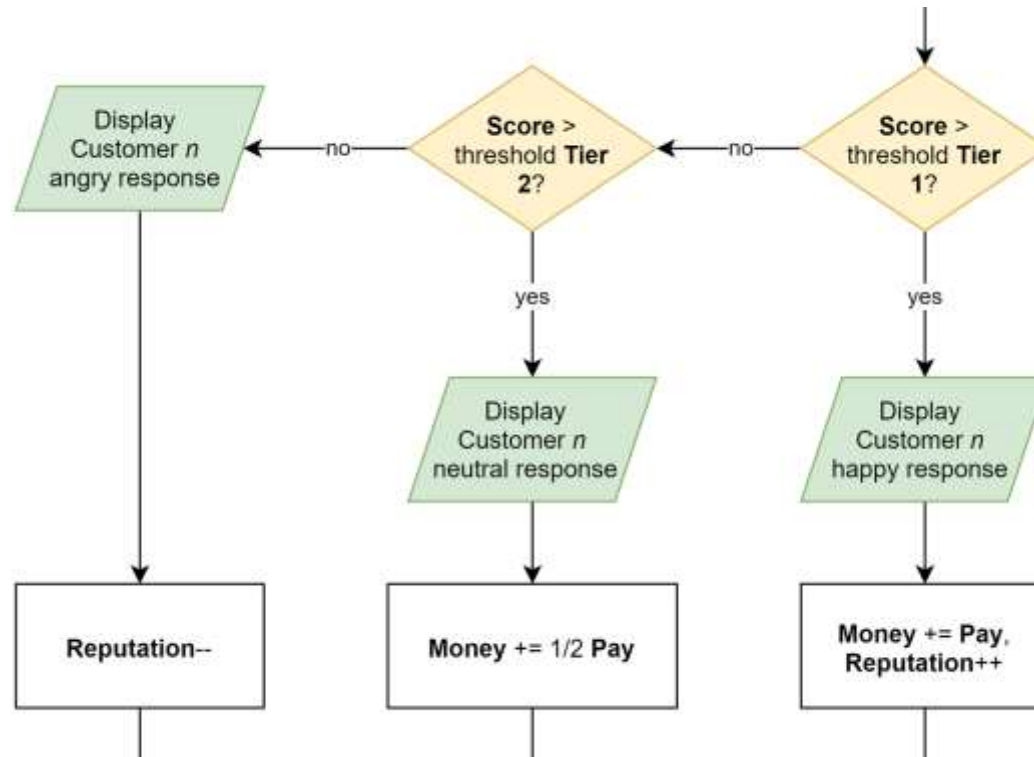 Display
Customer n
angry response
no
Score >
threshold Tier
2?
no
Score >
threshold Tier
1?
yes
yes
Display
Customer n
neutral response
Display
Customer n
happy response
Reputation--
Money += 1/2 Pay
Money += Pay,
Reputation++